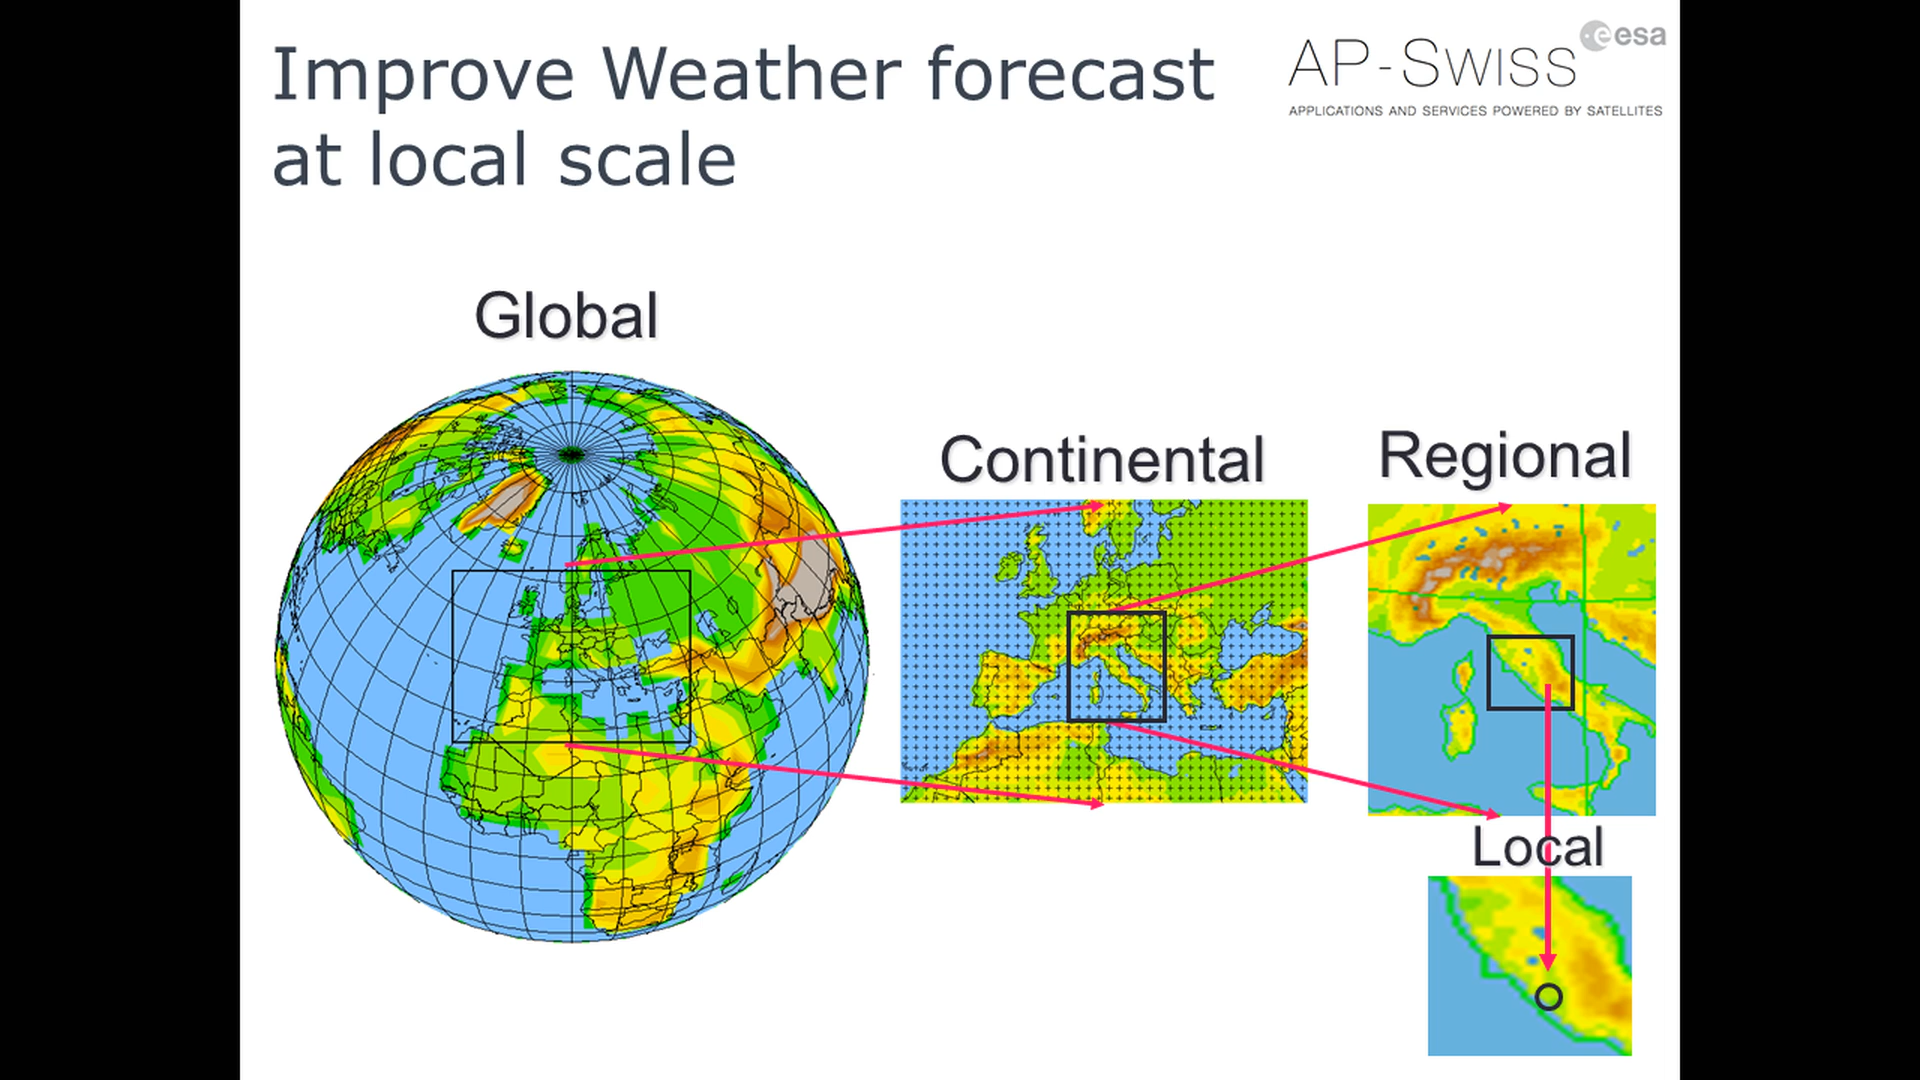 Improve Weather forecast
at local scale
esa
AP-Swiss
APPLICATIONS AND SERVICES POWERED BY SATELLITES
Global
Continental
Regional
Local